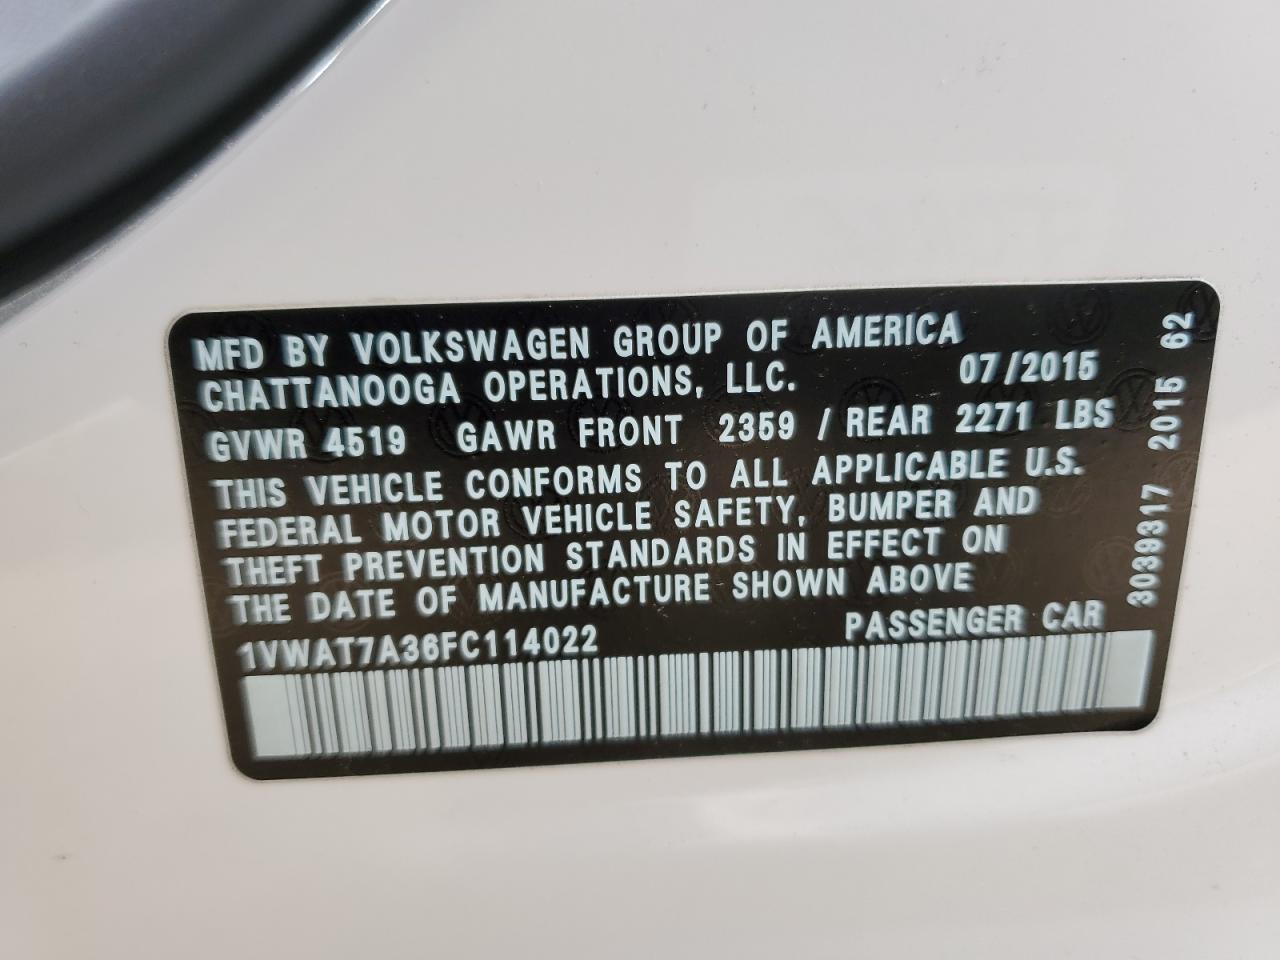 MFD BY VOLKSWAGEN GROUP OF AMERICA
CHATTANOOGA OPERATIONS, LLC. 07/2015
GVWR 4519 GAWR FRONT 2359 / REAR 2271 LBS
THIS VEHICLE CONFORMS TO ALL APPLICABLE U.S.
FEDERAL MOTOR VEHICLE SAFETY, BUMPER AND
THEFT PREVENTION STANDARDS IN EFFECT ON
THE DATE OF MANUFACTURE SHOWN ABOVE
1VWAT7A36FC114022 PASSENGER CAR
3039317 2015 62